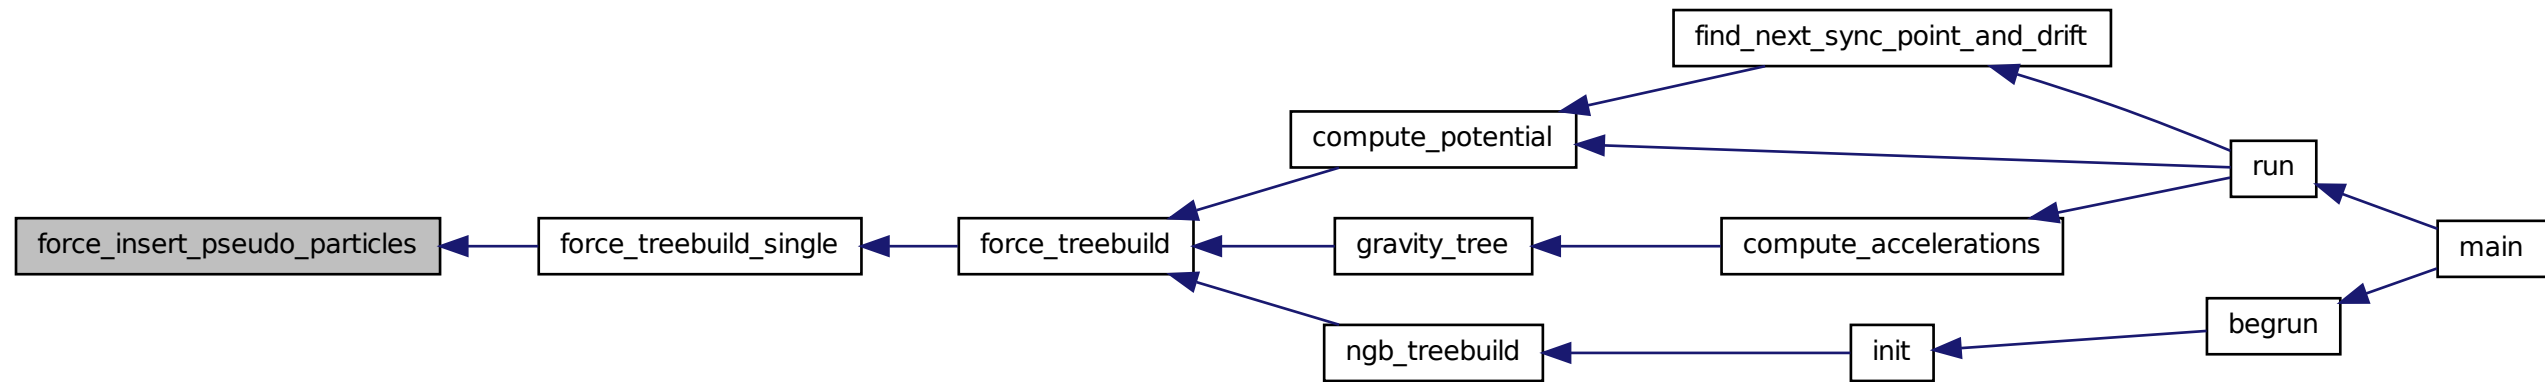 find_next_sync_point_and_drift
compute_potential
run
force_insert_pseudo_particles
force_treebuild_single
force_treebuild
gravity_tree
compute_accelerations
main
begrun
ngb_treebuild
init